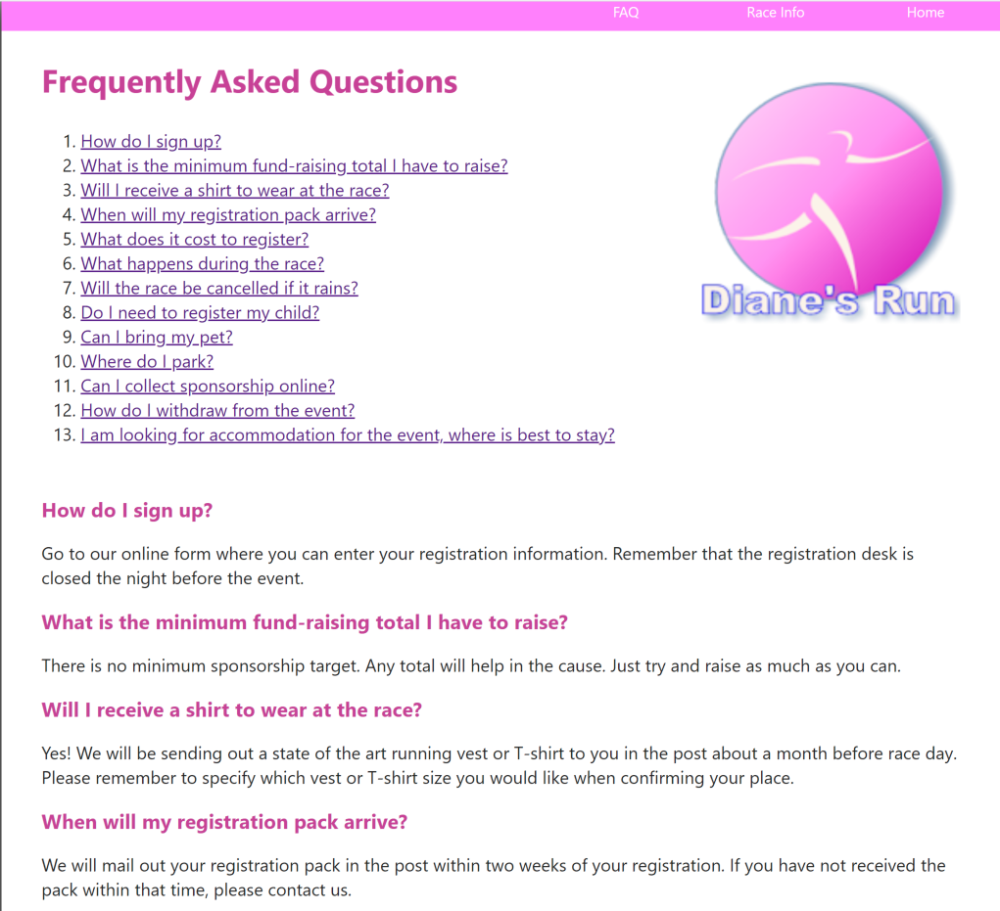 FAQ Race Info Home
Frequently Asked Questions
1. How do I sign up?
2. What is the minimum fund-raising total I have to raise?
3. Will I receive a shirt to wear at the race?
4. When will my registration pack arrive?
5. What does it cost to register?
6. What happens during the race?
7. Will the race be cancelled if it rains?
8. Do I need to register my child?
9. Can I bring my pet?
10. Where do I park?
11. Can I collect sponsorship online?
12. How do I withdraw from the event?
13. I am looking for accommodation for the event, where is best to stay?
Diane's Run
How do I sign up?
Go to our online form where you can enter your registration information. Remember that the registration desk is
closed the night before the event.
What is the minimum fund-raising total I have to raise?
There is no minimum sponsorship target. Any total will help in the cause. Just try and raise as much as you can.
Will I receive a shirt to wear at the race?
Yes! We will be sending out a state of the art running vest or T-shirt to you in the post about a month before race day.
Please remember to specify which vest or T-shirt size you would like when confirming your place.
When will my registration pack arrive?
We will mail out your registration pack in the post within two weeks of your registration. If you have not received the
pack within that time, please contact us.